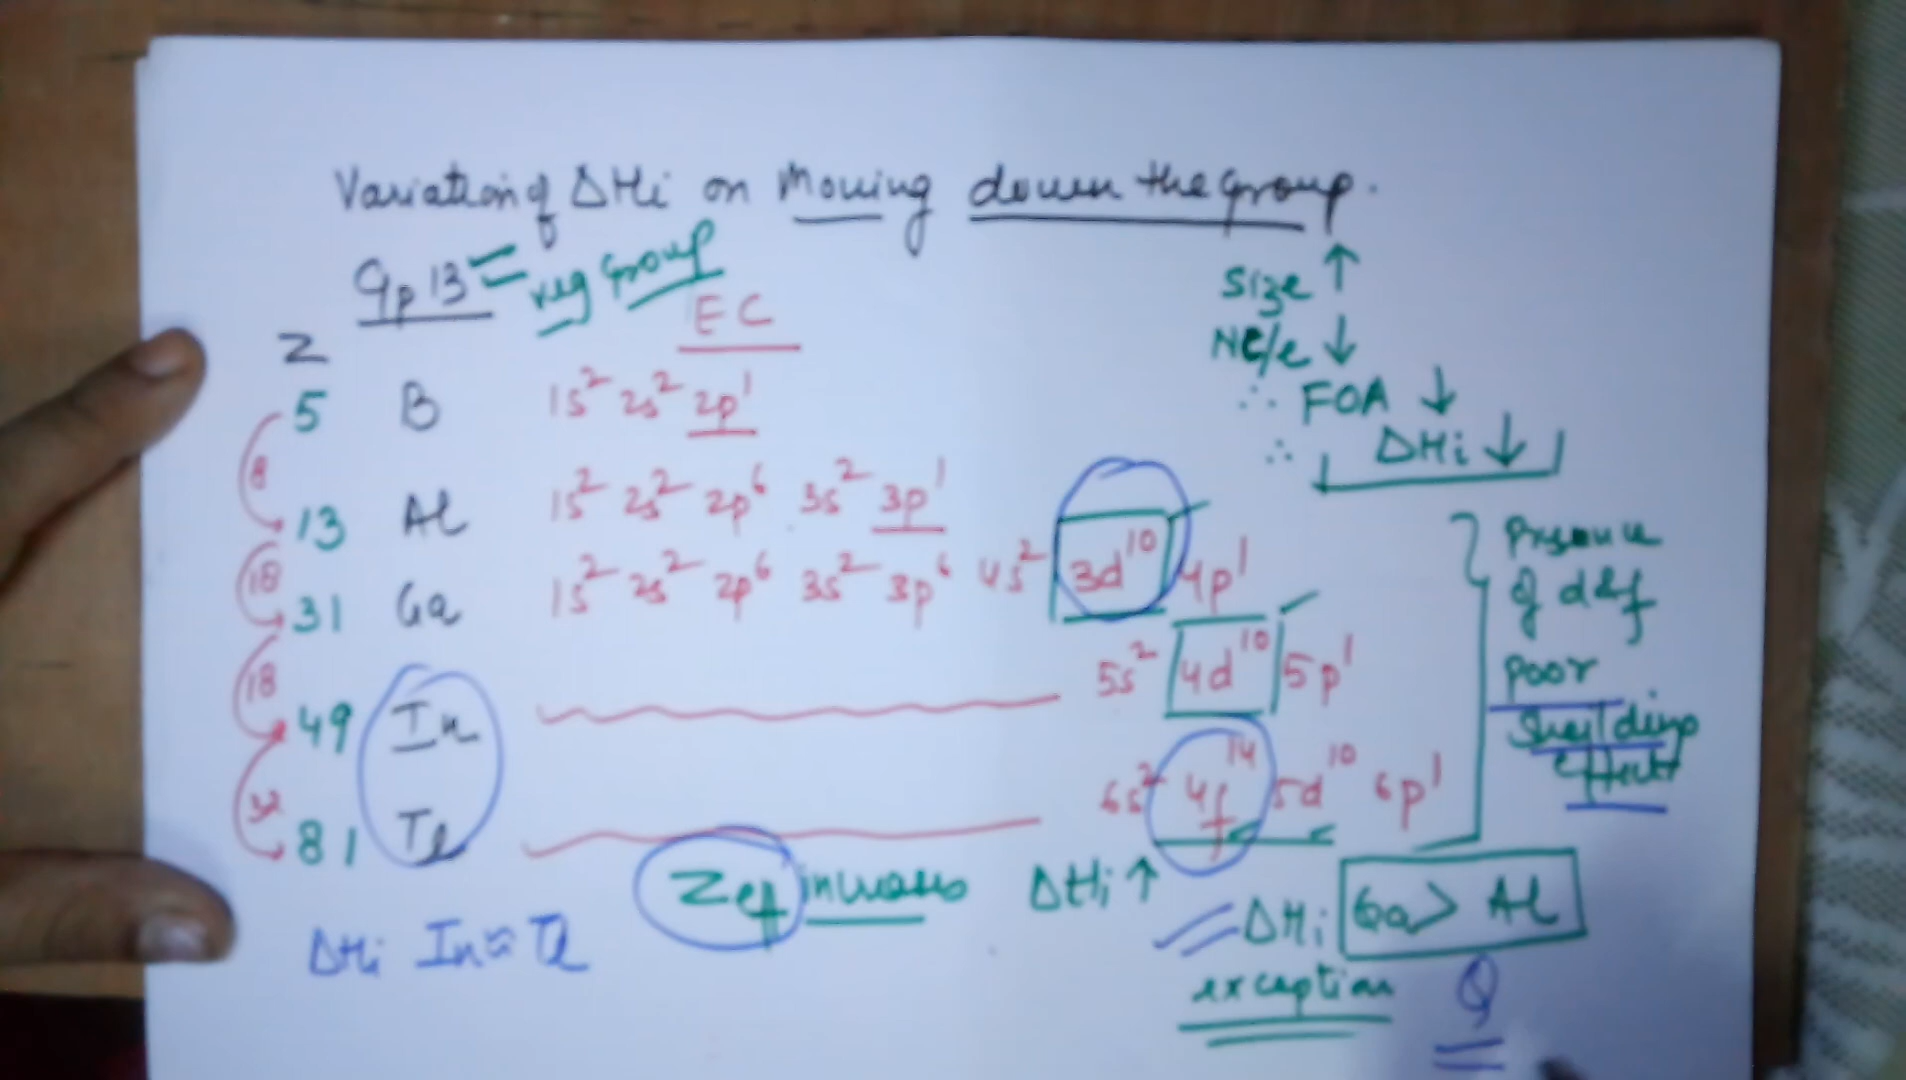 Variation of ΔHi on Moving down the group.
Gp 13 = reg group
Size ↑
EC
NC/e ↓
Z
∴ FOA ↓
5 B 1s² 2s² 2p¹
∴ ΔHi ↓
8
13 Al 1s² 2s² 2p⁶ 3s² 3p¹
18
31 Ga 1s² 2s² 2p⁶ 3s² 3p⁶ 4s² 3d¹⁰ 4p¹
18
49 In 5s² 4d¹⁰ 5p¹
32
81 Tl 6s² 4f¹⁴ 5d¹⁰ 6p¹
Presence
of d & f
poor
Sheilding
effect
Zef increases ΔHi ↑
ΔHi Ga > Al
ΔHi In ≈ Tl
exception
Q